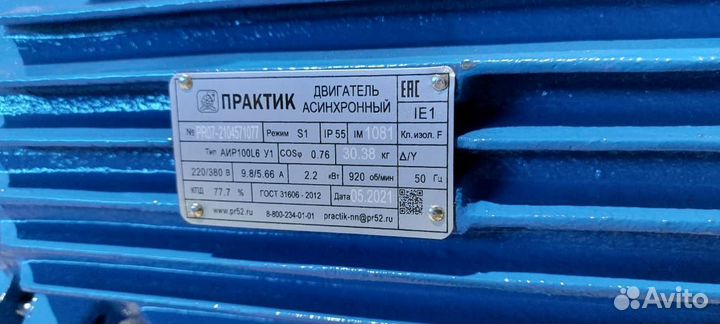 ПРАКТИК ДВИГАТЕЛЬ АСИНХРОННЫЙ EAC
IE1
№ PR07-2104571077 Режим S1 IP 55 IM 1081 Кл. изол. F
Тип АИР100L6 У1 COSφ 0.76 30.38 кг Δ/Y
220/380 В 9.8/5.66 А 2.2 кВт 920 об/мин 50 Гц
КПД 77.7 % ГОСТ 31606 - 2012 Дата 05.2021
www.pr52.ru 8-800-234-01-01 practik-nn@pr52.ru
Avito